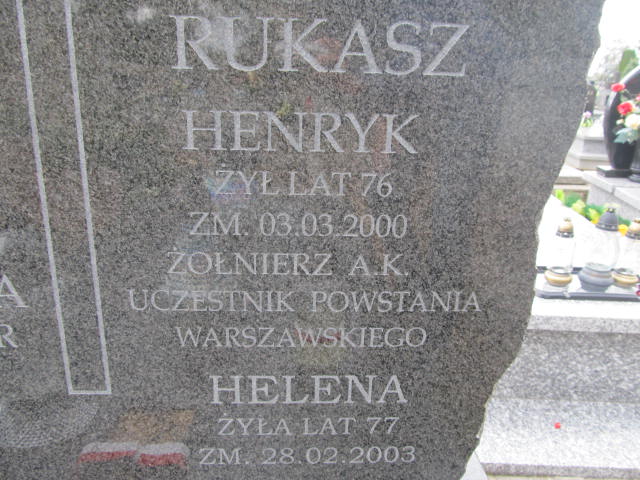 RUKASZ
HENRYK
ŻYŁ LAT 76
ZM. 03.03.2000
ŻOŁNIERZ A.K.
UCZESTNIK POWSTANIA
WARSZAWSKIEGO
HELENA
ŻYŁA LAT 77
ZM. 28.02.2003
A
R